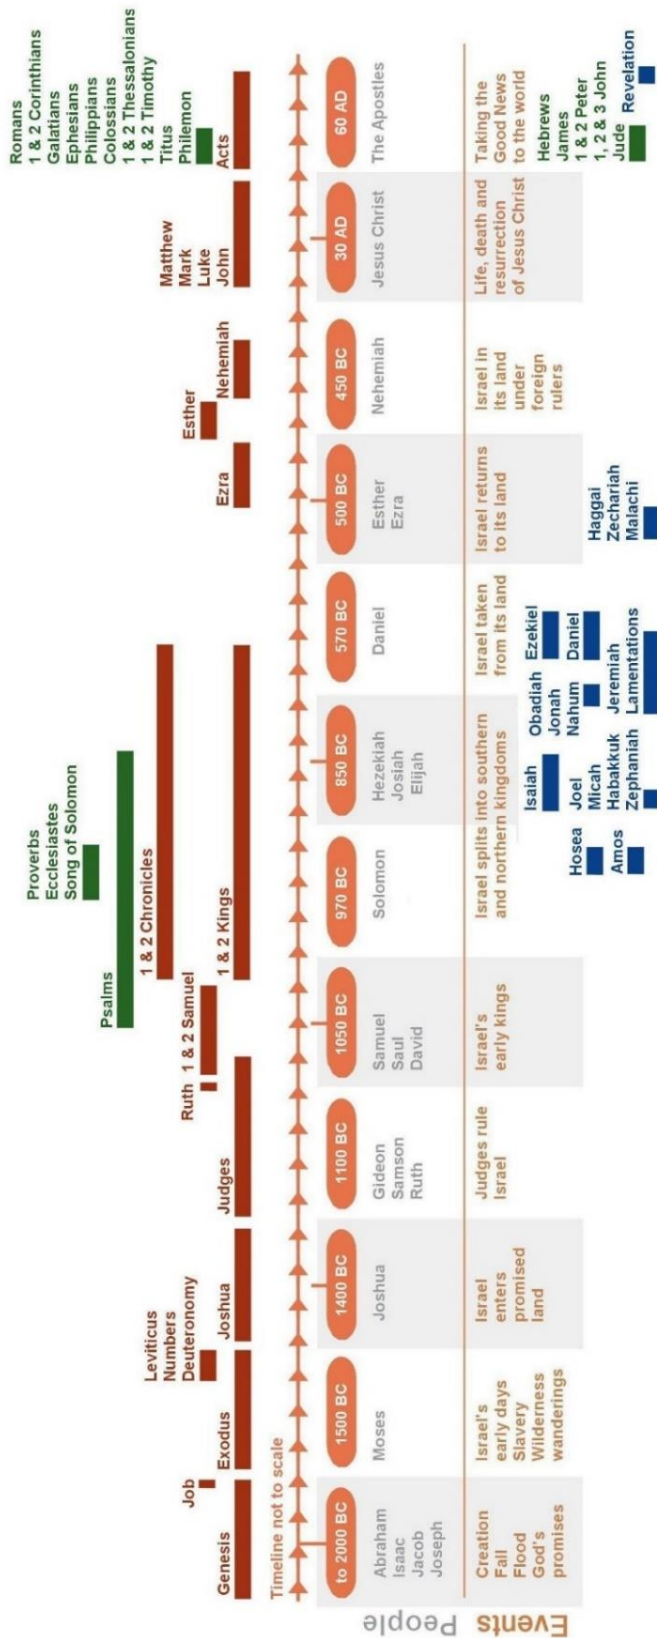 Romans
1 & 2 Corinthians
Galatians
Ephesians
Philippians
Colossians
1 & 2 Thessalonians
1 & 2 Timothy
Titus
Philemon
Proverbs
Ecclesiastes
Song of Solomon
Psalms
1 & 2 Chronicles
Matthew
Mark
Luke
John
Leviticus
Numbers
Deuteronomy
Job
Ruth
1 & 2 Samuel
Esther
Genesis
Exodus
Joshua
Judges
1 & 2 Kings
Ezra
Nehemiah
Acts
Timeline not to scale
to 2000 BC
1500 BC
1400 BC
1100 BC
1050 BC
970 BC
850 BC
570 BC
500 BC
450 BC
30 AD
60 AD
People
Abraham
Isaac
Jacob
Joseph
Moses
Joshua
Gideon
Samson
Ruth
Samuel
Saul
David
Solomon
Hezekiah
Josiah
Elijah
Daniel
Esther
Ezra
Nehemiah
Jesus Christ
The Apostles
Events
Creation
Fall
Flood
God's
promises
Israel's
early days
Slavery
Wilderness
wanderings
Israel
enters
promised
land
Judges rule
Israel
Israel's
early kings
Israel splits into southern
and northern kingdoms
Israel taken
from its land
Israel returns
to its land
Israel in
its land
under
foreign
rulers
Life, death and
resurrection
of Jesus Christ
Taking the
Good News
to the world
Hosea
Amos
Isaiah
Joel
Micah
Habakkuk
Zephaniah
Obadiah
Jonah
Nahum
Jeremiah
Lamentations
Ezekiel
Daniel
Haggai
Zechariah
Malachi
Hebrews
James
1 & 2 Peter
1, 2 & 3 John
Jude
Revelation